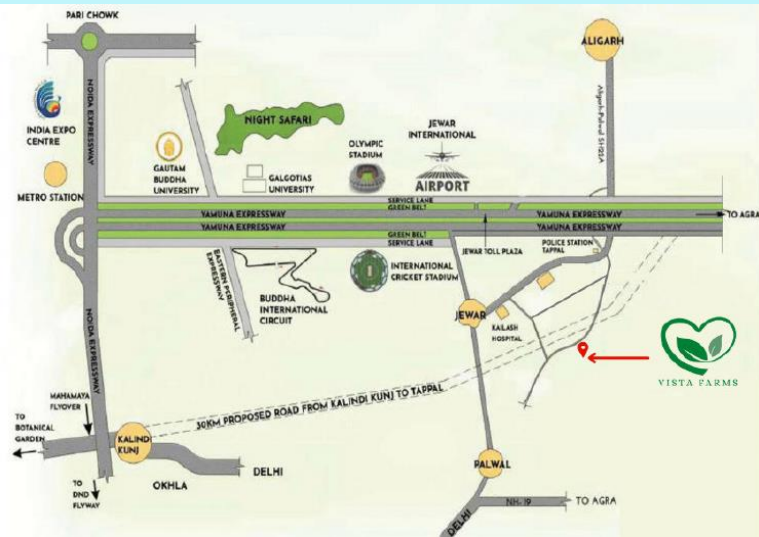 PARI CHOWK
ALIGARH
NOIDA EXPRESSWAY
Aligarh-Palwal SH22A
INDIA EXPO
CENTRE
METRO STATION
GAUTAM
BUDDHA
UNIVERSITY
NIGHT SAFARI
GALGOTIAS
UNIVERSITY
OLYMPIC
STADIUM
JEWAR
INTERNATIONAL
AIRPORT
SERVICE LANE
GREEN BELT
YAMUNA EXPRESSWAY
YAMUNA EXPRESSWAY
TO AGRA
YAMUNA EXPRESSWAY
YAMUNA EXPRESSWAY
GREEN BELT
SERVICE LANE
JEWAR TOLL PLAZA
POLICE STATION
TAPPAL
EASTERN PERIPHERAL
EXPRESSWAY
BUDDHA
INTERNATIONAL
CIRCUIT
INTERNATIONAL
CRICKET STADIUM
JEWAR
KAILASH
HOSPITAL
NOIDA EXPRESSWAY
VISTA FARMS
MAHAMAYA
FLYOVER
30KM PROPOSED ROAD FROM KALINDI KUNJ TO TAPPAL
TO
BOTANICAL
GARDEN
KALINDI
KUNJ
DELHI
OKHLA
PALWAL
TO
DND
FLYWAY
NH-19
TO AGRA
DELHI